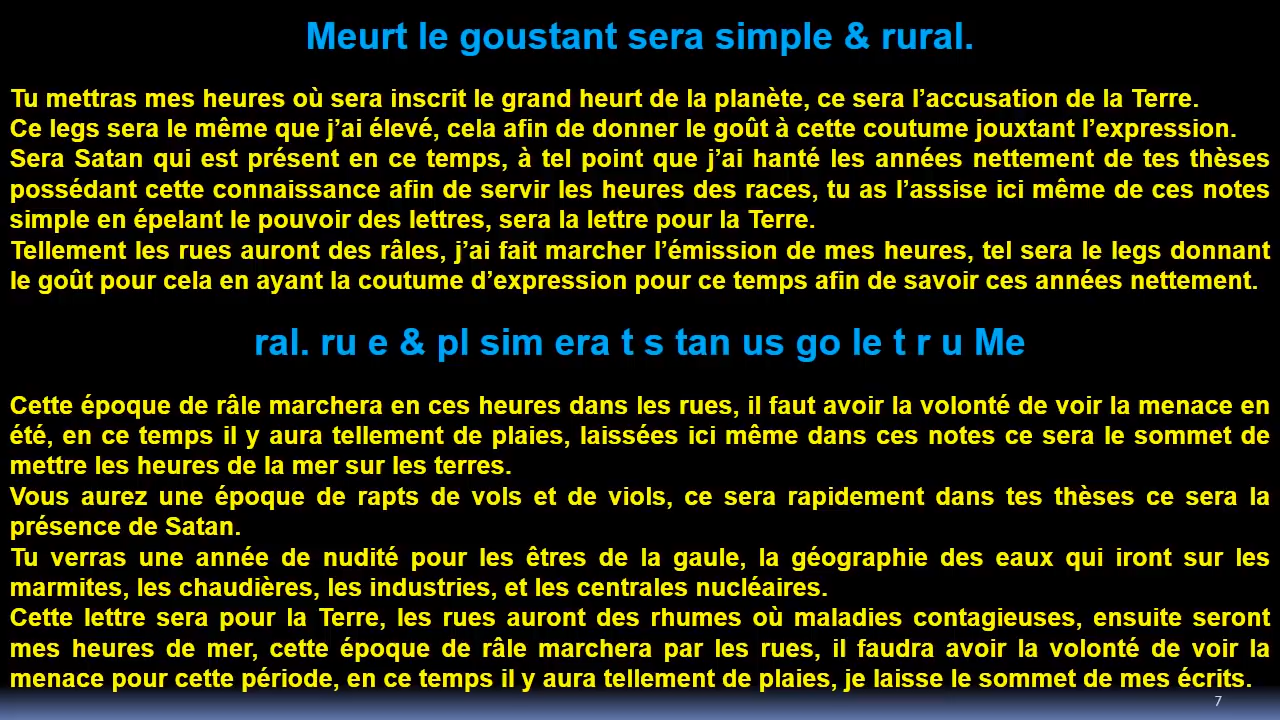 Meurt le goustant sera simple & rural.
Tu mettras mes heures où sera inscrit le grand heurt de la planète, ce sera l’accusation de la Terre.
Ce legs sera le même que j’ai élevé, cela afin de donner le goût à cette coutume jouxtant l’expression.
Sera Satan qui est présent en ce temps, à tel point que j’ai hanté les années nettement de tes thèses
possédant cette connaissance afin de servir les heures des races, tu as l’assise ici même de ces notes
simple en épelant le pouvoir des lettres, sera la lettre pour la Terre.
Tellement les rues auront des râles, j’ai fait marcher l’émission de mes heures, tel sera le legs donnant
le goût pour cela en ayant la coutume d’expression pour ce temps afin de savoir ces années nettement.
ral. ru e & pl sim era t s tan us go le t r u Me
Cette époque de râle marchera en ces heures dans les rues, il faut avoir la volonté de voir la menace en
été, en ce temps il y aura tellement de plaies, laissées ici même dans ces notes ce sera le sommet de
mettre les heures de la mer sur les terres.
Vous aurez une époque de rapts de vols et de viols, ce sera rapidement dans tes thèses ce sera la
présence de Satan.
Tu verras une année de nudité pour les êtres de la gaule, la géographie des eaux qui iront sur les
marmites, les chaudières, les industries, et les centrales nucléaires.
Cette lettre sera pour la Terre, les rues auront des rhumes où maladies contagieuses, ensuite seront
mes heures de mer, cette époque de râle marchera par les rues, il faudra avoir la volonté de voir la
menace pour cette période, en ce temps il y aura tellement de plaies, je laisse le sommet de mes écrits.
7